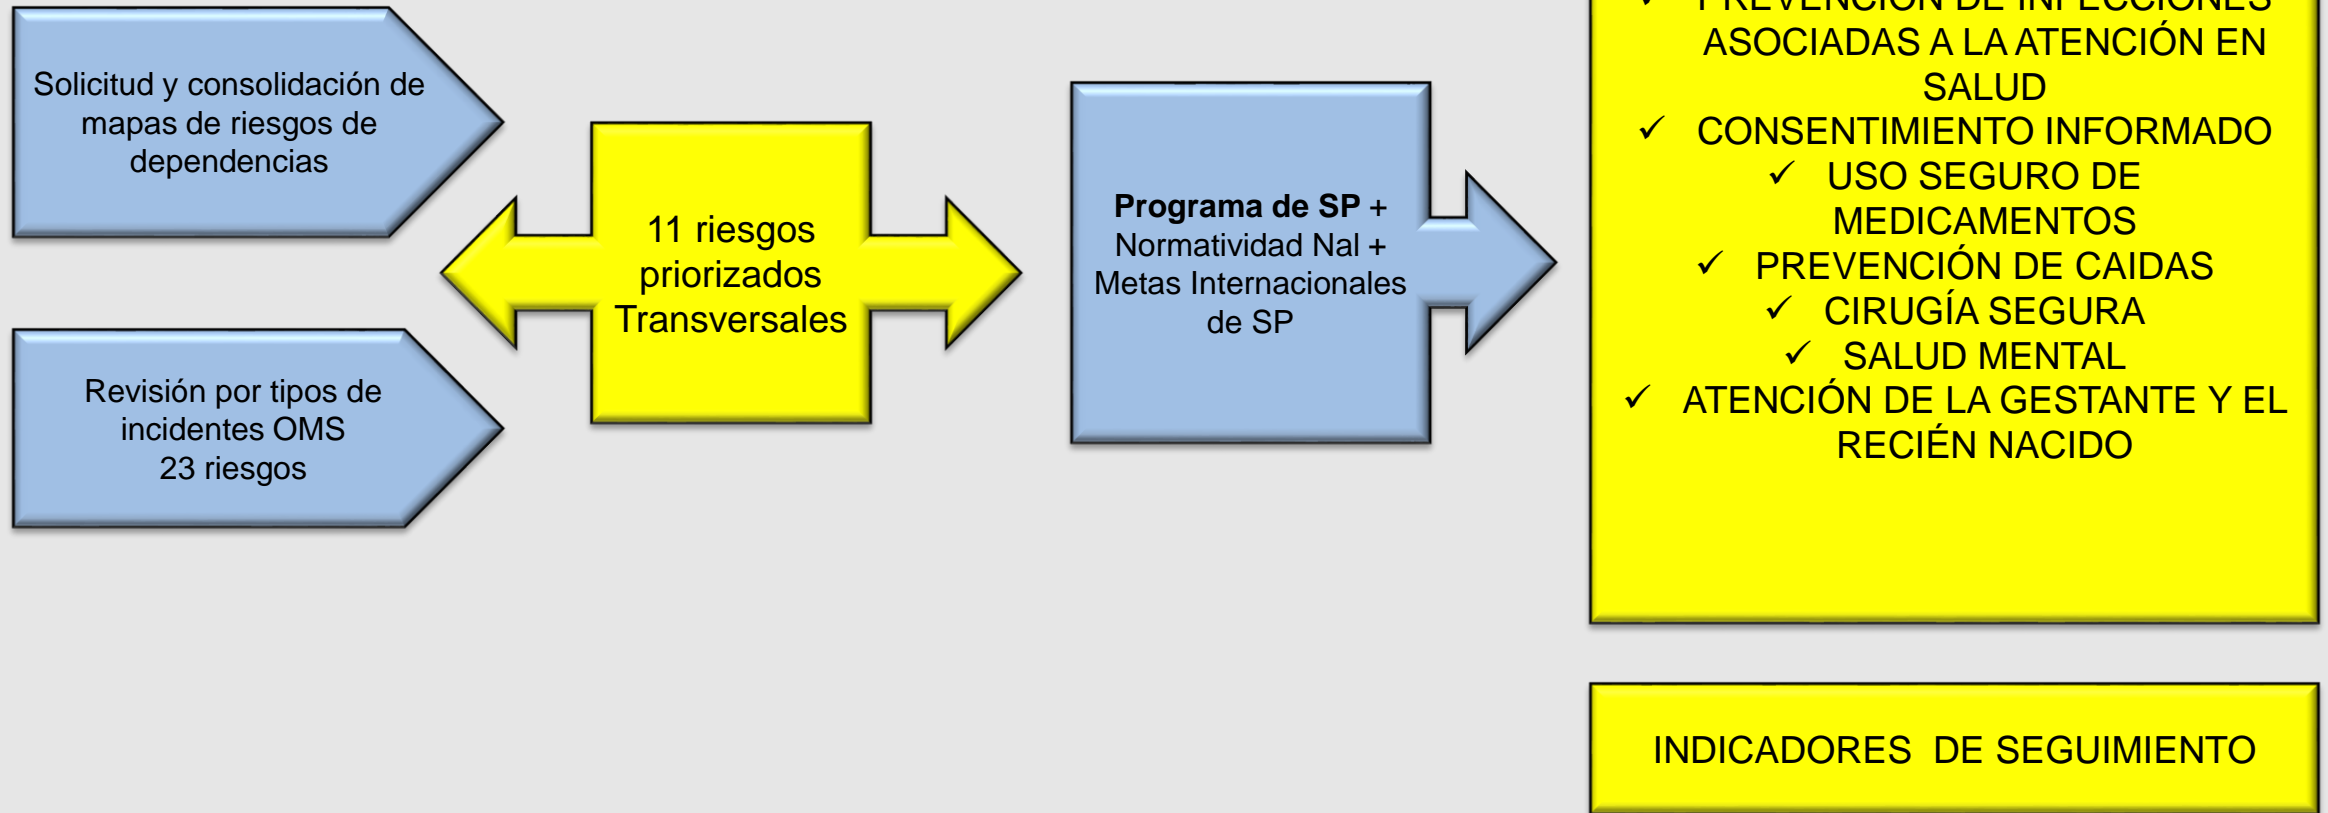 Solicitud y consolidación de
mapas de riesgos de
dependencias
Revisión por tipos de
incidentes OMS
23 riesgos
11 riesgos
priorizados
Transversales
Programa de SP +
Normatividad Nal +
Metas Internacionales
de SP
✓ PREVENCIÓN DE INFECCIONES
ASOCIADAS A LA ATENCIÓN EN
SALUD
✓ CONSENTIMIENTO INFORMADO
✓ USO SEGURO DE
MEDICAMENTOS
✓ PREVENCIÓN DE CAIDAS
✓ CIRUGÍA SEGURA
✓ SALUD MENTAL
✓ ATENCIÓN DE LA GESTANTE Y EL
RECIÉN NACIDO
INDICADORES DE SEGUIMIENTO